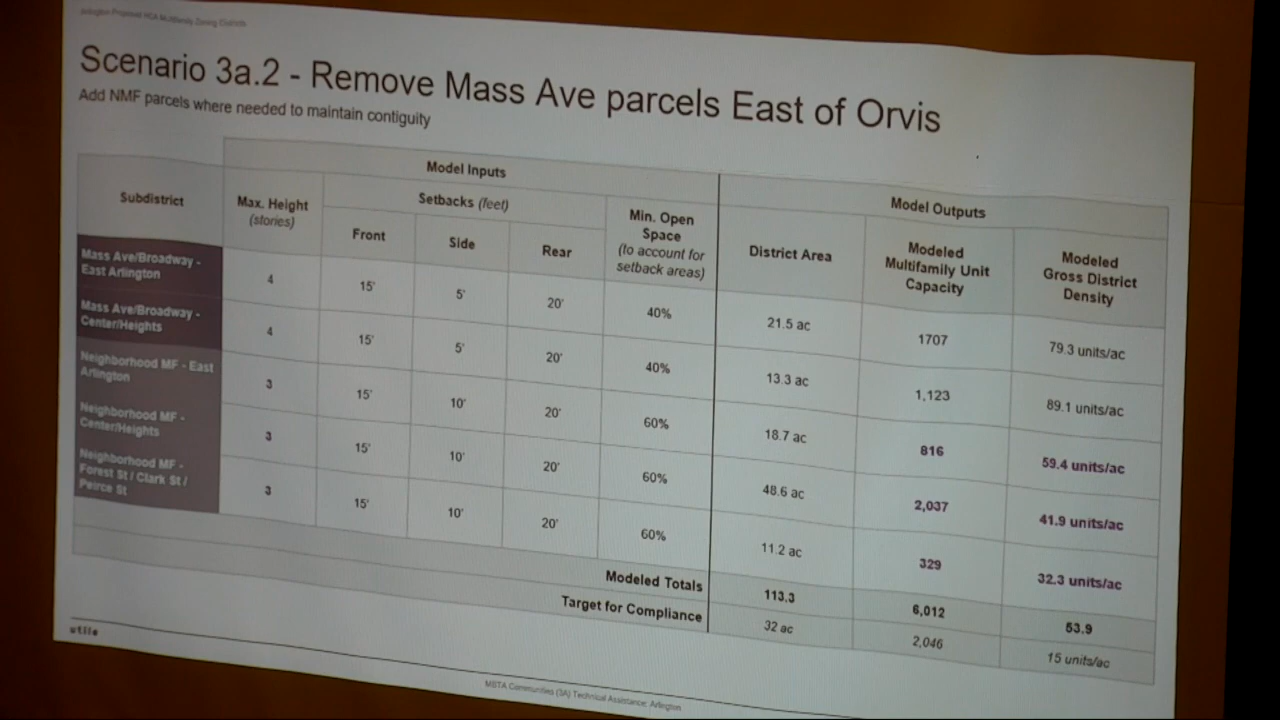 Arlington Proposed HCA Multifamily Zoning Districts
Scenario 3a.2 - Remove Mass Ave parcels East of Orvis
Add NMF parcels where needed to maintain contiguity
Model Inputs
Model Outputs
Subdistrict
Max. Height
(stories)
Setbacks (feet)
Front
Side
Rear
Min. Open
Space
(to account for
setback areas)
District Area
Modeled
Multifamily Unit
Capacity
Modeled
Gross District
Density
Mass Ave/Broadway -
East Arlington
4
15'
5'
20'
40%
21.5 ac
1707
79.3 units/ac
Mass Ave/Broadway -
Center/Heights
4
15'
5'
20'
40%
13.3 ac
1,123
89.1 units/ac
Neighborhood MF - East
Arlington
3
15'
10'
20'
60%
18.7 ac
816
59.4 units/ac
Neighborhood MF -
Center/Heights
3
15'
10'
20'
60%
48.6 ac
2,037
41.9 units/ac
Neighborhood MF -
Forest St / Clark St /
Peirce St
3
15'
10'
20'
60%
11.2 ac
329
32.3 units/ac
Modeled Totals
113.3
6,012
53.9
Target for Compliance
32 ac
2,046
15 units/ac
utile
MBTA Communities (3A) Technical Assistance: Arlington